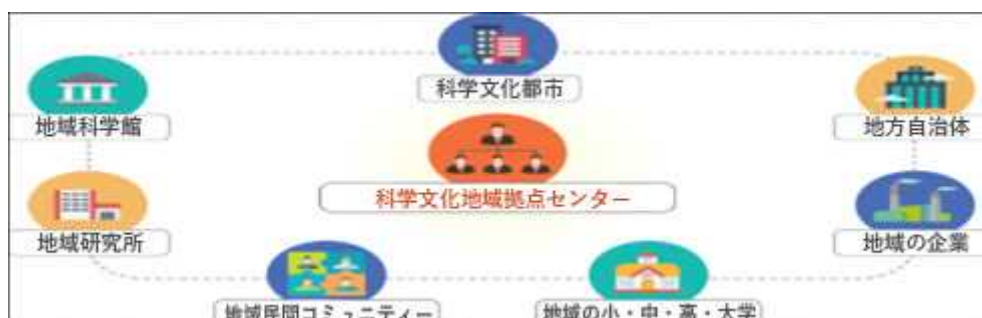 科学文化都市
地域科学館
地方自治体
科学文化地域拠点センター
地域研究所
地域の企業
地域民間コミュニティー
地域の小・中・高・大学